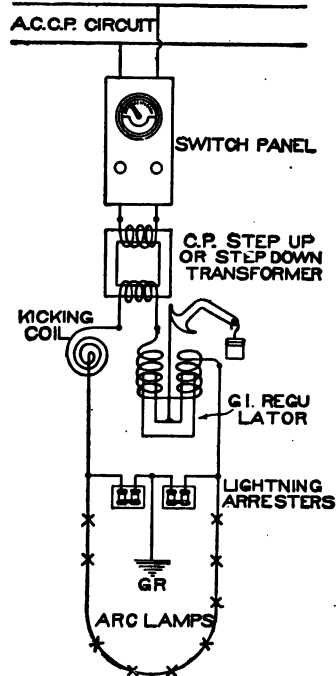 A.C.C.P. CIRCUIT
SWITCH PANEL
C.P. STEP UP
OR STEP DOWN
TRANSFORMER
KICKING
COIL
G.I. REGU
LATOR
LIGHTNING
ARRESTERS
GR
ARC LAMPS